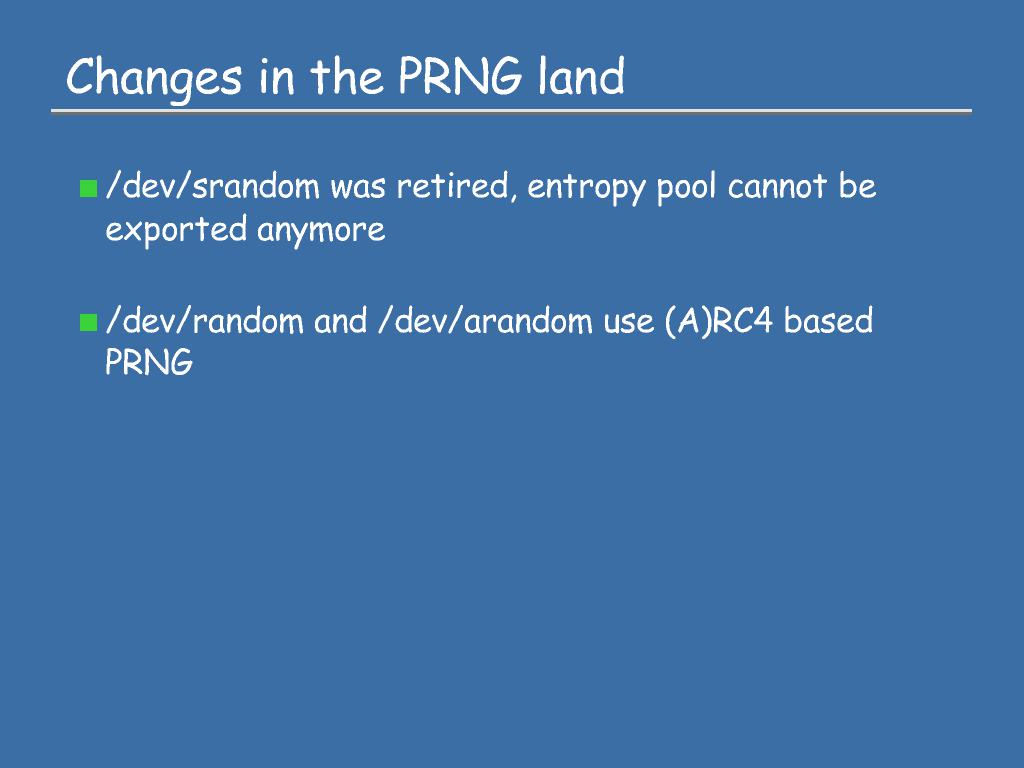 Changes in the PRNG land
/dev/srandom was retired, entropy pool cannot be
exported anymore
/dev/random and /dev/arandom use (A)RC4 based
PRNG